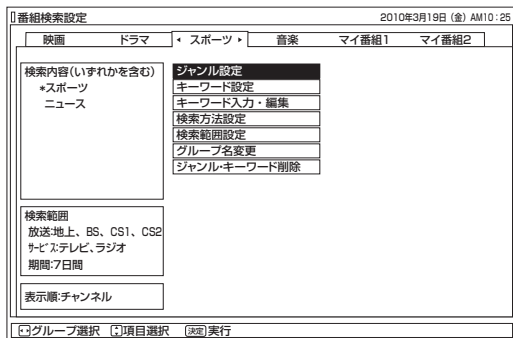 番組検索設定 2010年3月19日 (金) AM10:25
映画 ドラマ スポーツ 音楽 マイ番組1 マイ番組2
検索内容(いずれかを含む)
*スポーツ
ニュース
ジャンル設定
キーワード設定
キーワード入力・編集
検索方法設定
検索範囲設定
グループ名変更
ジャンル・キーワード削除
検索範囲
放送:地上、BS、CS1、CS2
サービス:テレビ、ラジオ
期間:7日間
表示順:チャンネル
グループ選択 項目選択 決定 実行